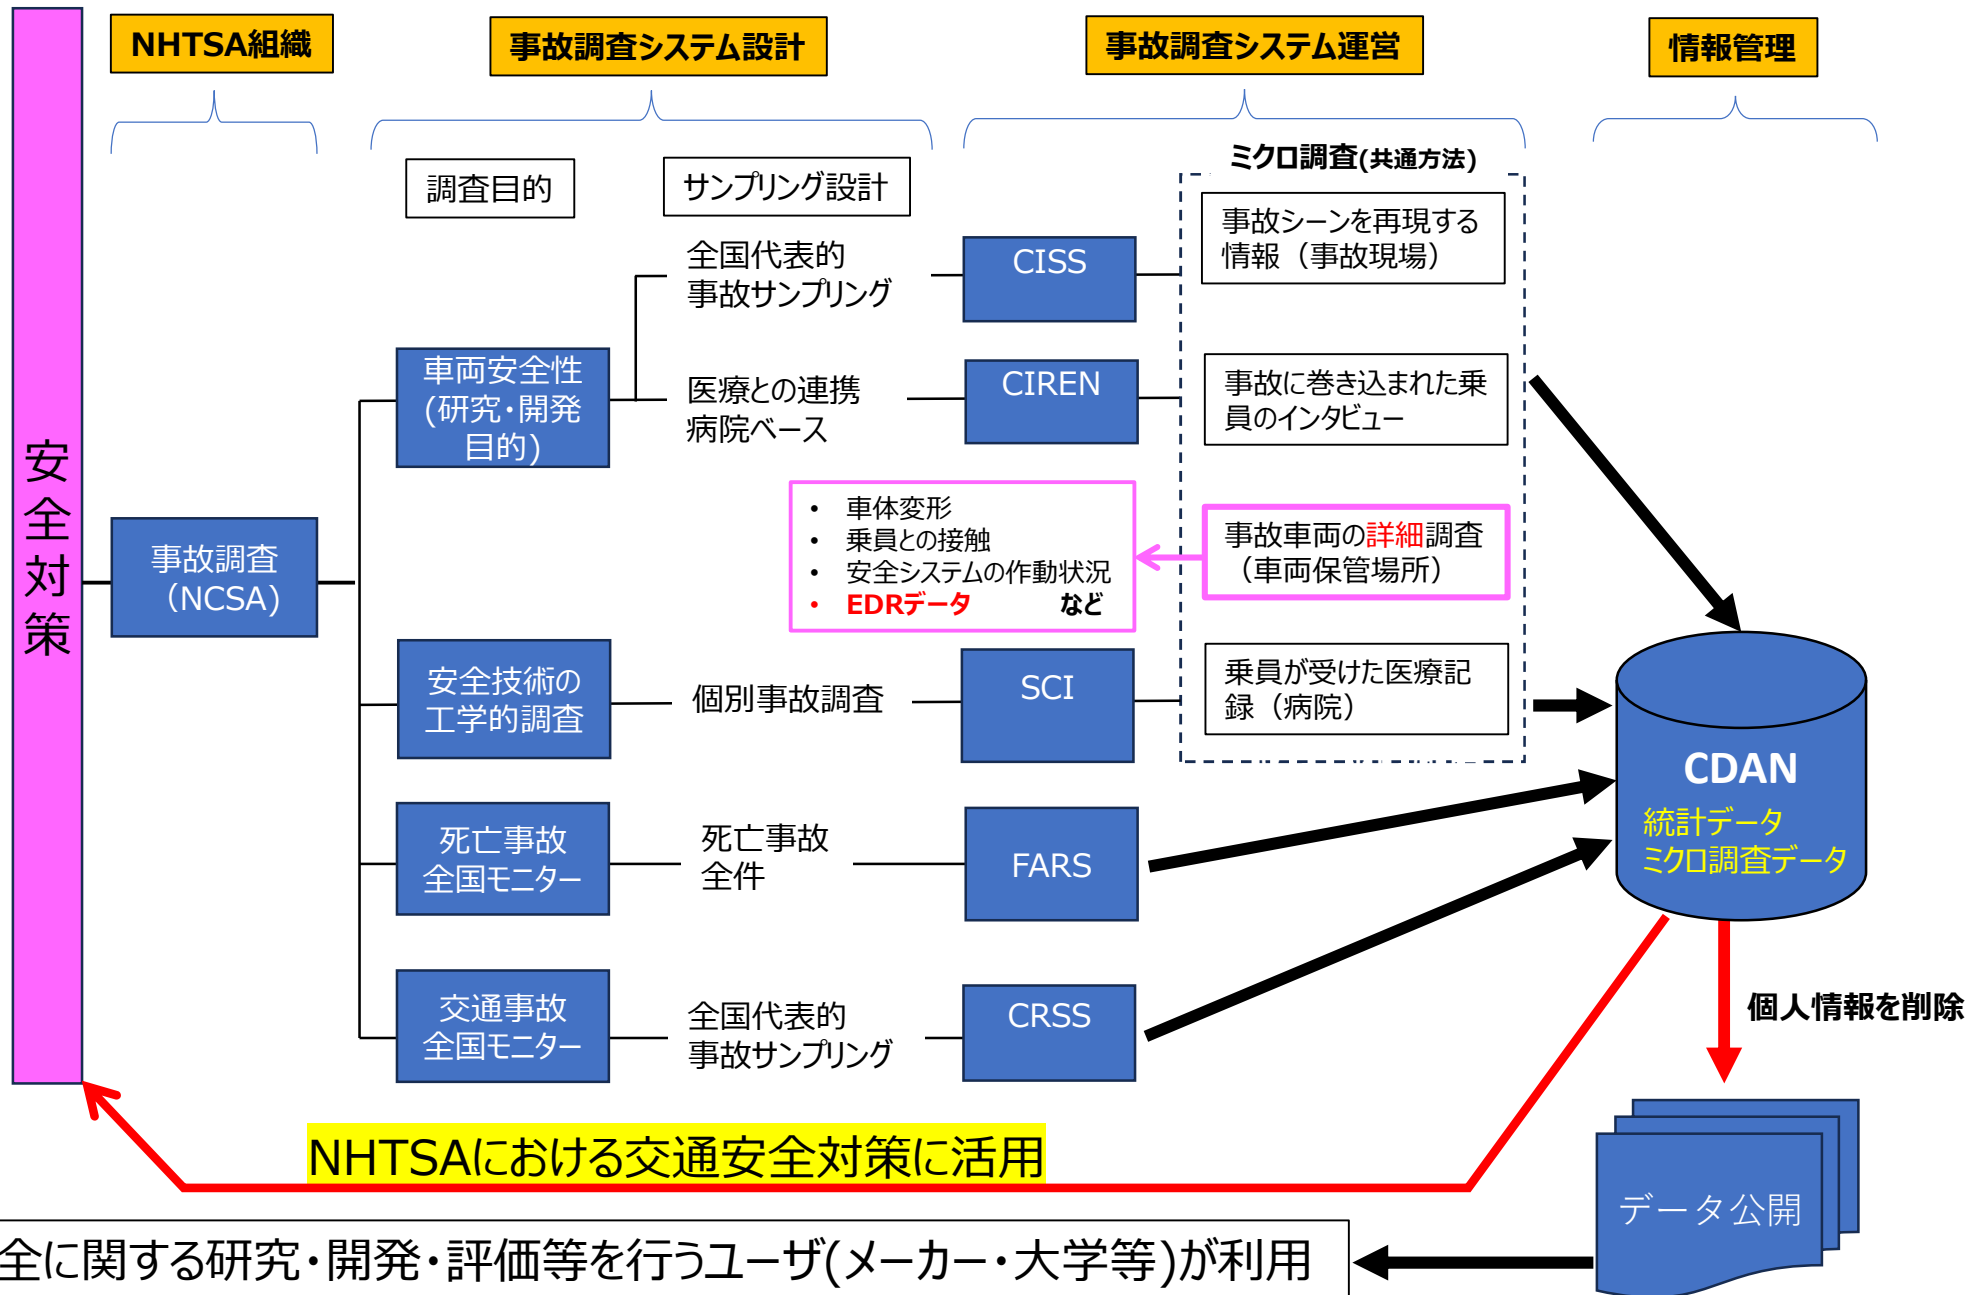 NHTSA組織
事故調査システム設計
事故調査システム運営
情報管理
調査目的
サンプリング設計
ミクロ調査(共通方法)
安
全
対
策
事故調査
（NCSA）
車両安全性
(研究・開発
目的)
全国代表的
事故サンプリング
CISS
医療との連携
病院ベース
CIREN
事故シーンを再現する
情報（事故現場）
事故に巻き込まれた乗
員のインタビュー
事故車両の詳細調査
（車両保管場所）
• 車体変形
• 乗員との接触
• 安全システムの作動状況
• EDRデータ など
乗員が受けた医療記
録（病院）
安全技術の
工学的調査
個別事故調査
SCI
死亡事故
全国モニター
死亡事故
全件
FARS
交通事故
全国モニター
全国代表的
事故サンプリング
CRSS
CDAN
統計データ
ミクロ調査データ
個人情報を削除
データ公開
NHTSAにおける交通安全対策に活用
全に関する研究・開発・評価等を行うユーザ(メーカー・大学等)が利用